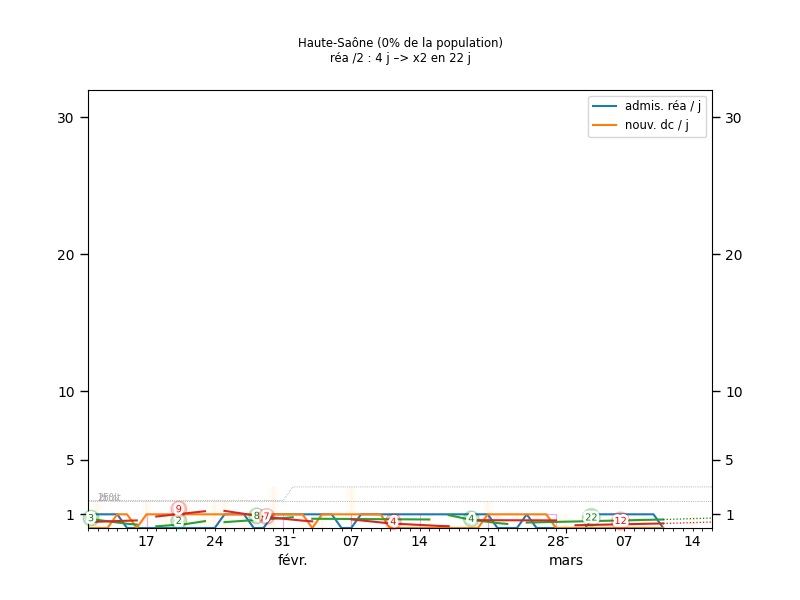 Haute-Saône (0% de la population)
réa /2 : 4 j –> x2 en 22 j
admis. réa / j
nouv. dc / j
30 30
20 20
10 10
5 5
1 1
3 9 2 8 7 4 4 22 12
17 24 31 07 14 21 28 07 14
févr. mars